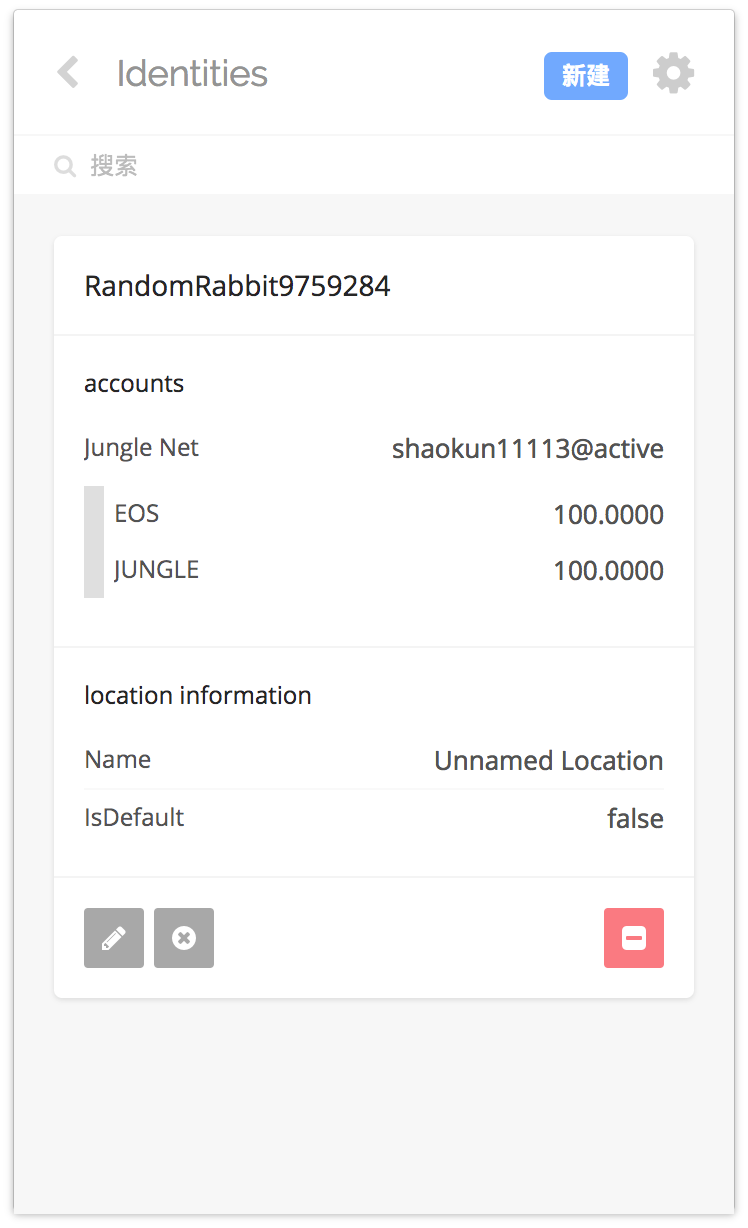 Identities
新建
搜索
RandomRabbit9759284
accounts
Jungle Net shaokun11113@active
EOS 100.0000
JUNGLE 100.0000
location information
Name Unnamed Location
IsDefault false